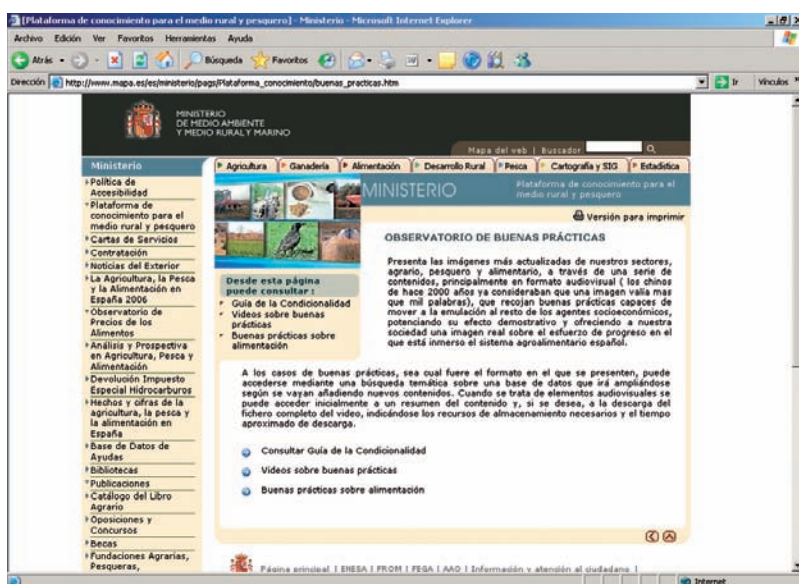 [Plataforma de conocimiento para el medio rural y pesquero] - Ministerio - Microsoft Internet Explorer
Archivo Edición Ver Favoritos Herramientas Ayuda
Atrás Búsqueda Favoritos
Dirección http://www.mapa.es/es/ministerio/pags/Plataforma_conocimiento/buenas_practicas.htm Ir Vínculos
MINISTERIO
DE MEDIO AMBIENTE
Y MEDIO RURAL Y MARINO
Mapa del web | Buscador
Ministerio
Agricultura Ganadería Alimentación Desarrollo Rural Pesca Cartografía y SIG Estadística
Política de
Accesibilidad
Plataforma de
conocimiento para el
medio rural y pesquero
Cartas de Servicios
Contratación
Noticias del Exterior
La Agricultura, la Pesca
y la Alimentación en
España 2006
Observatorio de
Precios de los
Alimentos
Análisis y Prospectiva
en Agricultura, Pesca y
Alimentación
Devolución Impuesto
Especial Hidrocarburos
Hechos y cifras de la
agricultura, la pesca y
la alimentación en
España
Base de Datos de
Ayudas
Bibliotecas
Publicaciones
Catálogo del Libro
Agrario
Oposiciones y
Concursos
Becas
Fundaciones Agrarias,
Pesqueras,
MINISTERIO
Plataforma de conocimiento para el
medio rural y pesquero
Versión para imprimir
Desde esta página
puede consultar :
Guía de la Condicionalidad
Videos sobre buenas
prácticas
Buenas prácticas sobre
alimentación
OBSERVATORIO DE BUENAS PRÁCTICAS
Presenta las imágenes más actualizadas de nuestros sectores,
agrario, pesquero y alimentario, a través de una serie de
contenidos, principalmente en formato audiovisual ( los chinos
de hace 2000 años ya consideraban que una imagen valía mas
que mil palabras), que recojan buenas prácticas capaces de
mover a la emulación al resto de los agentes socioeconómicos,
potenciando su efecto demostrativo y ofreciendo a nuestra
sociedad una imagen real sobre el esfuerzo de progreso en el
que está inmerso el sistema agroalimentario español.
A los casos de buenas prácticas, sea cual fuere el formato en el que se presenten, puede
accederse mediante una búsqueda temática sobre una base de datos que irá ampliándose
según se vayan añadiendo nuevos contenidos. Cuando se trata de elementos audiovisuales se
puede acceder inicialmente a un resumen del contenido y, si se desea, a la descarga del
fichero completo del video, indicándose los recursos de almacenamiento necesarios y el tiempo
aproximado de descarga.
Consultar Guía de la Condicionalidad
Videos sobre buenas prácticas
Buenas prácticas sobre alimentación
Página principal | ENESA | FROM | FEGA | AAO | Información y atención al ciudadano |
Internet